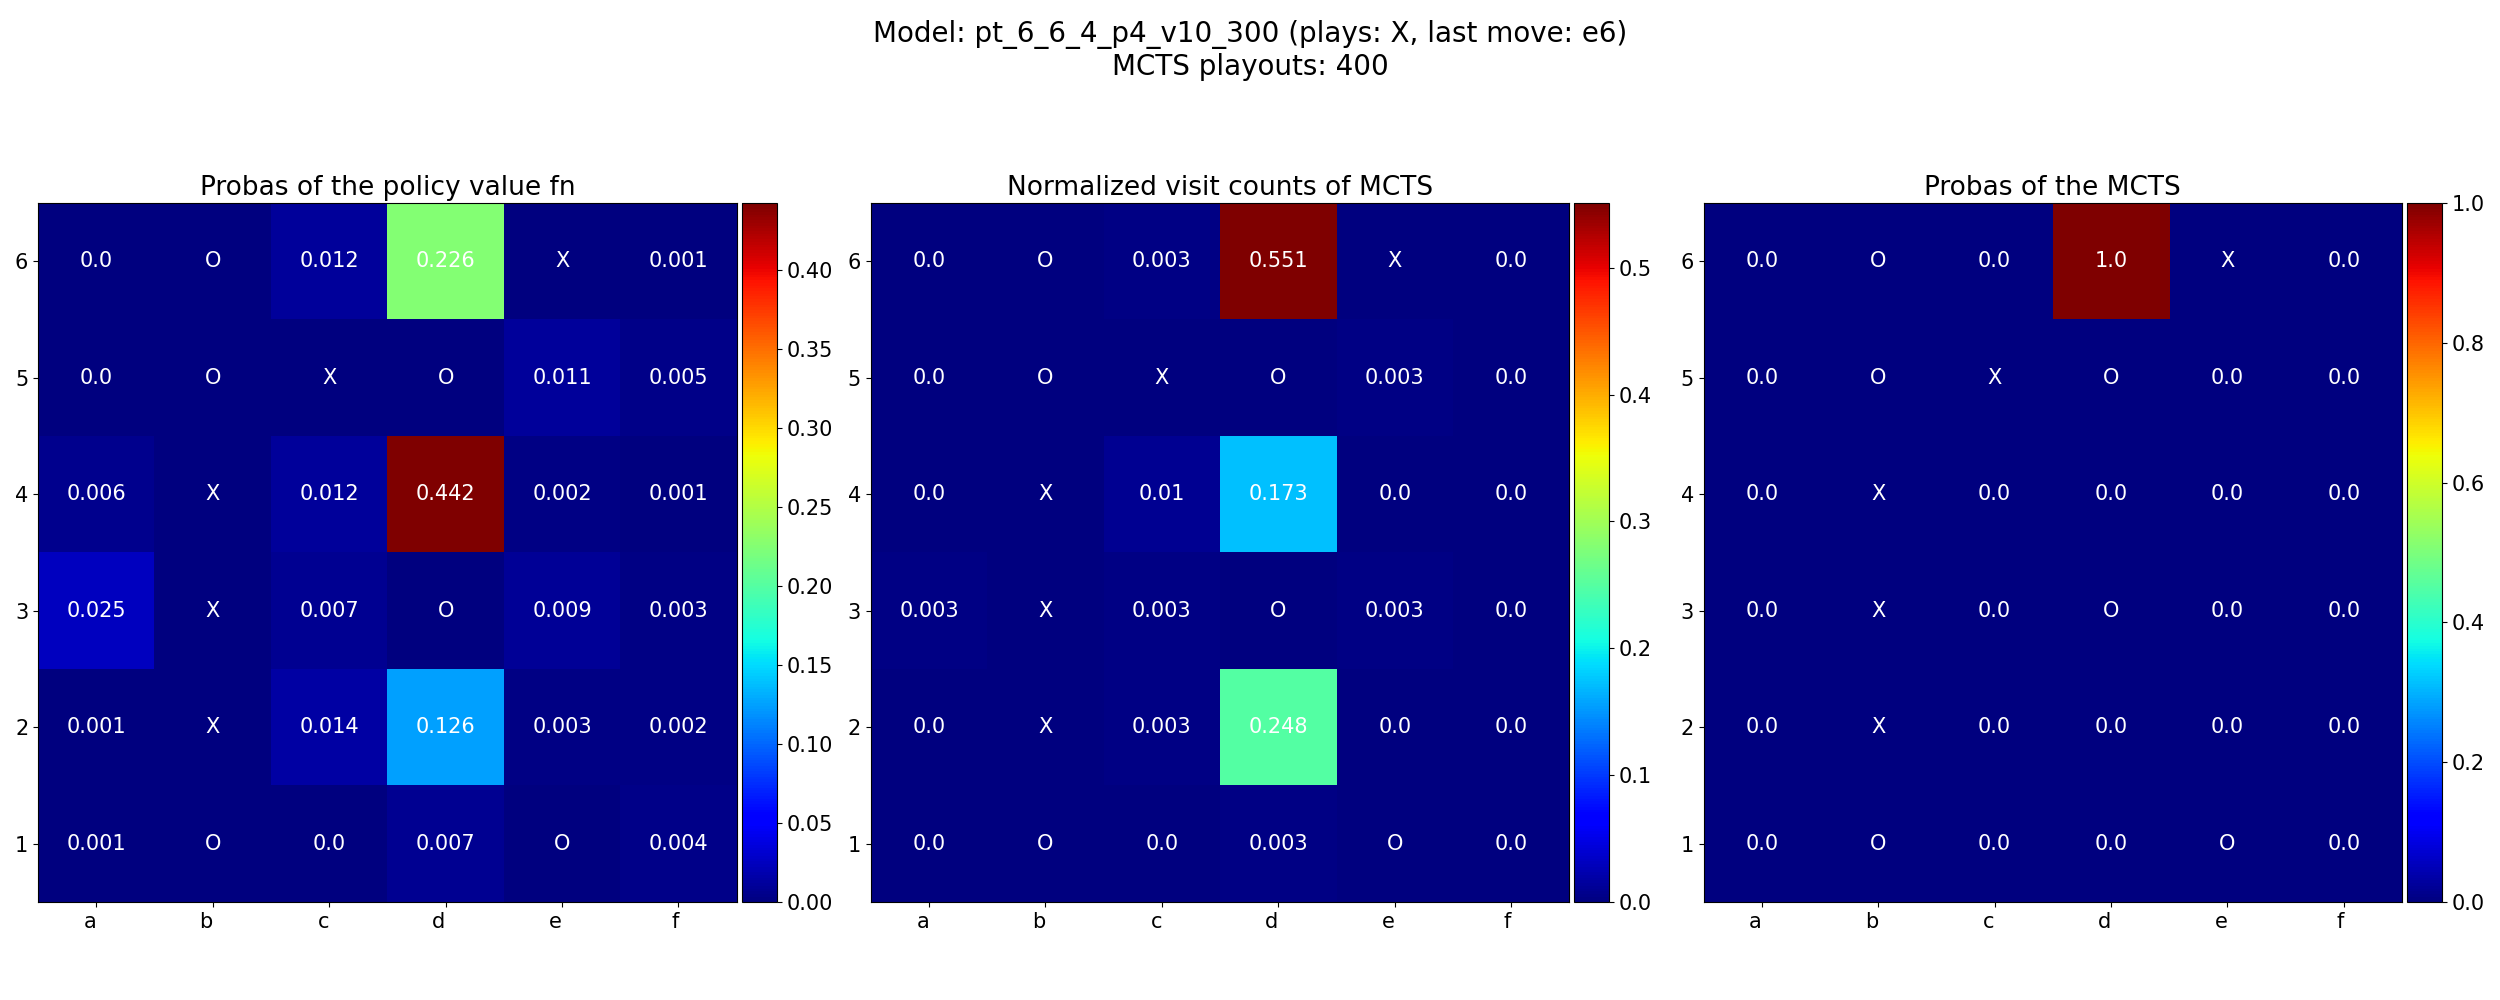 Model: pt_6_6_4_p4_v10_300 (plays: X, last move: e6)
MCTS playouts: 400
Probas of the policy value fn
6 0.0 O 0.012 0.226 X 0.001
5 0.0 O X O 0.011 0.005
4 0.006 X 0.012 0.442 0.002 0.001
3 0.025 X 0.007 O 0.009 0.003
2 0.001 X 0.014 0.126 0.003 0.002
1 0.001 O 0.0 0.007 O 0.004
a b c d e f
0.40
0.35
0.30
0.25
0.20
0.15
0.10
0.05
0.00
Normalized visit counts of MCTS
6 0.0 O 0.003 0.551 X 0.0
5 0.0 O X O 0.003 0.0
4 0.0 X 0.01 0.173 0.0 0.0
3 0.003 X 0.003 O 0.003 0.0
2 0.0 X 0.003 0.248 0.0 0.0
1 0.0 O 0.0 0.003 O 0.0
a b c d e f
0.5
0.4
0.3
0.2
0.1
0.0
Probas of the MCTS
6 0.0 O 0.0 1.0 X 0.0
5 0.0 O X O 0.0 0.0
4 0.0 X 0.0 0.0 0.0 0.0
3 0.0 X 0.0 O 0.0 0.0
2 0.0 X 0.0 0.0 0.0 0.0
1 0.0 O 0.0 0.0 O 0.0
a b c d e f
1.0
0.8
0.6
0.4
0.2
0.0